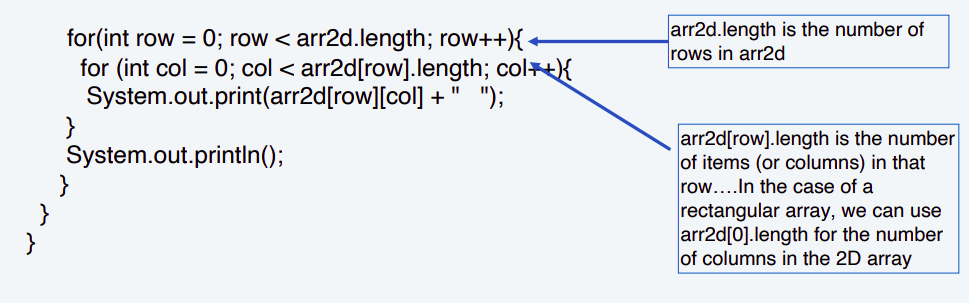 for(int row = 0; row < arr2d.length; row++){
for (int col = 0; col < arr2d[row].length; col++){
System.out.print(arr2d[row][col] + "   ");
}
System.out.println();
}
}
}
arr2d.length is the number of
rows in arr2d
arr2d[row].length is the number
of items (or columns) in that
row….In the case of a
rectangular array, we can use
arr2d[0].length for the number
of columns in the 2D array